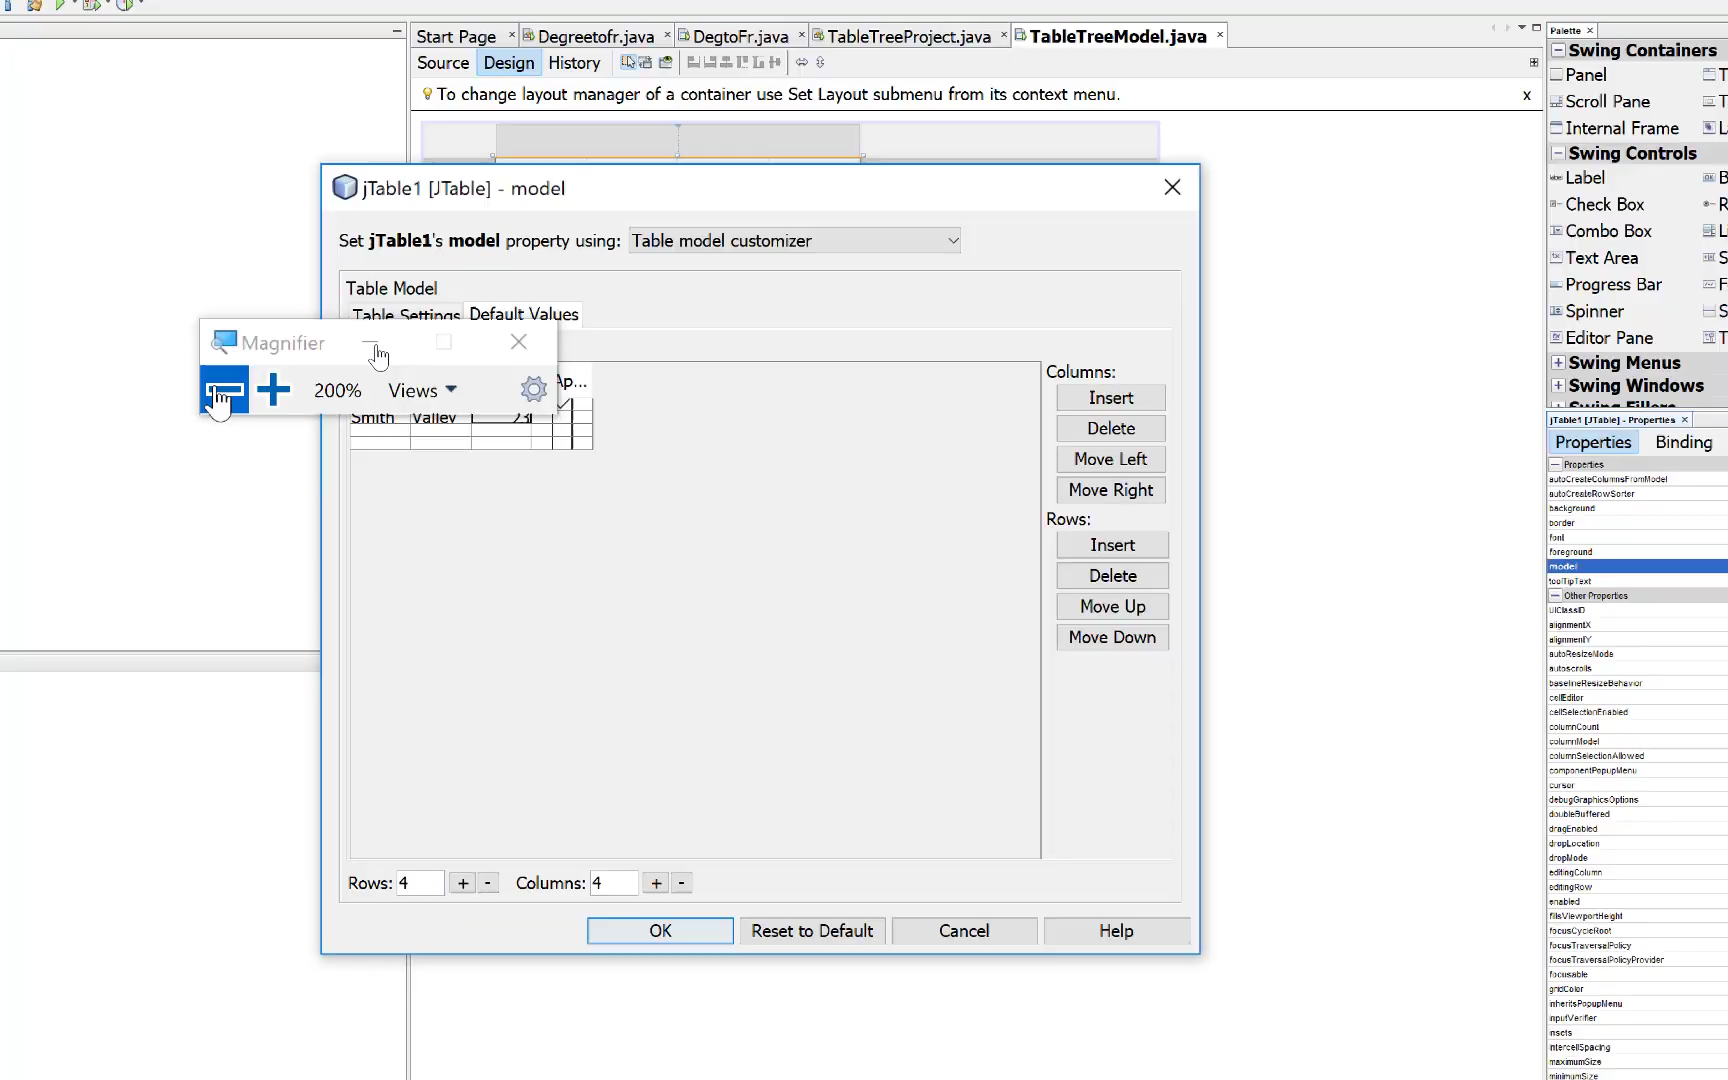 Start Page
Degreetofr.java
DegtoFr.java
TableTreeProject.java
TableTreeModel.java
Source
Design
History
To change layout manager of a container use Set Layout submenu from its context menu.
x
jTable1 [JTable] - model
Set jTable1's model property using:
Table model customizer
Table Model
Table Settings
Default Values
Magnifier
200%
Views
Ap...
Smith
Valley
23
Columns:
Insert
Delete
Move Left
Move Right
Rows:
Insert
Delete
Move Up
Move Down
Rows: 4
+
-
Columns: 4
+
-
OK
Reset to Default
Cancel
Help
Palette
Swing Containers
Panel
Scroll Pane
Internal Frame
Swing Controls
Label
Check Box
Combo Box
Text Area
Progress Bar
Spinner
Editor Pane
Swing Menus
Swing Windows
jTable1 [JTable] - Properties
Properties
Binding
Properties
autoCreateColumnsFromModel
autoCreateRowSorter
background
border
font
foreground
model
toolTipText
Other Properties
UIClassID
alignmentX
alignmentY
autoResizeMode
autoscrolls
baselineResizeBehavior
cellEditor
cellSelectionEnabled
columnCount
columnModel
columnSelectionAllowed
componentPopupMenu
cursor
debugGraphicsOptions
doubleBuffered
dragEnabled
dropLocation
dropMode
editingColumn
editingRow
enabled
fillsViewportHeight
focusCycleRoot
focusTraversalPolicy
focusTraversalPolicyProvider
focusable
gridColor
inheritsPopupMenu
inputVerifier
insets
intercellSpacing
maximumSize
minimumSize